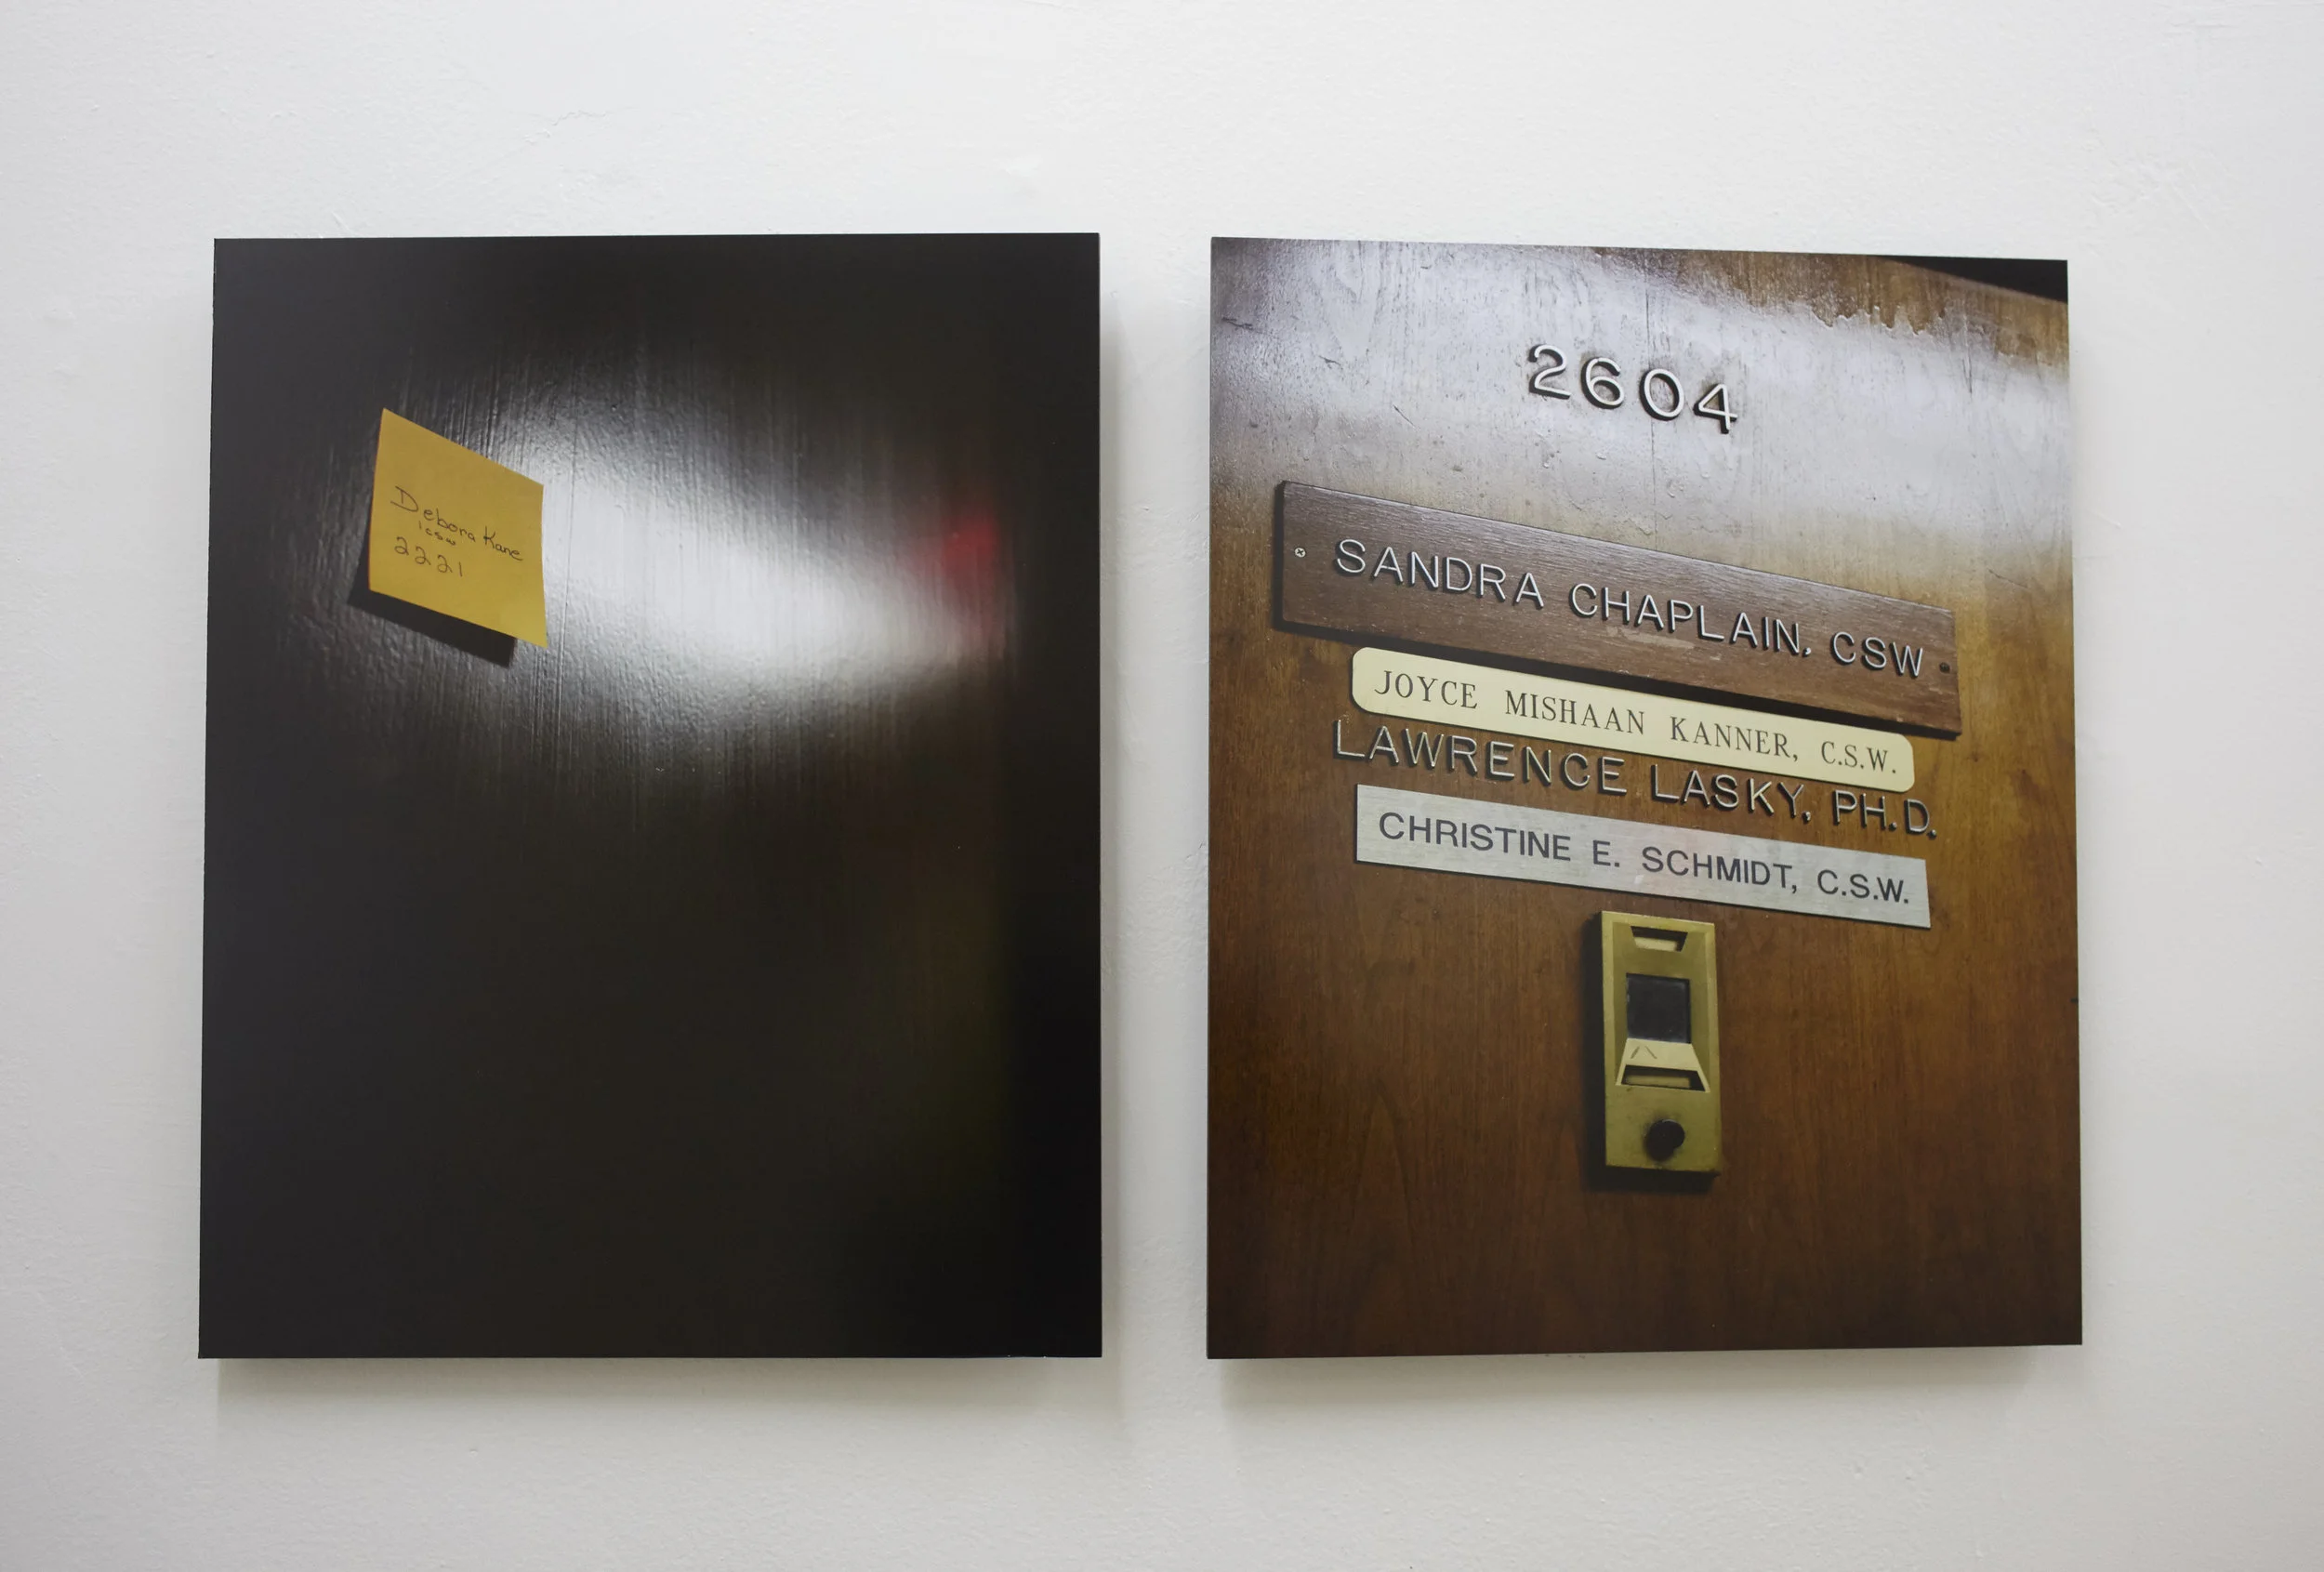 Debora Kane
lcsw
2221
2604
SANDRA CHAPLAIN, CSW
JOYCE MISHAAN KANNER, C.S.W.
LAWRENCE LASKY, PH.D.
CHRISTINE E. SCHMIDT, C.S.W.